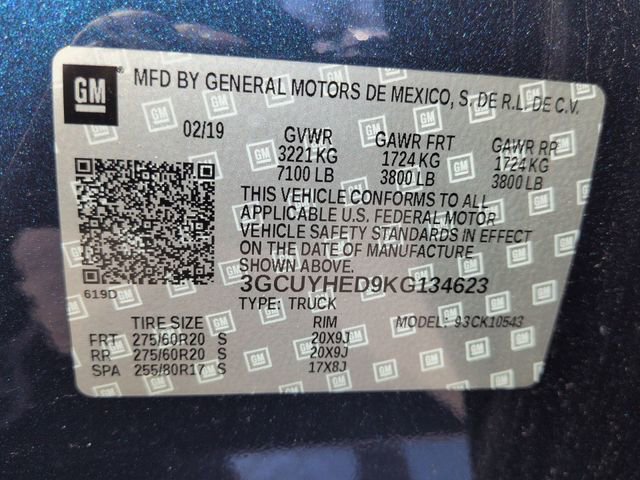 GM ® MFD BY GENERAL MOTORS DE MEXICO, S. DE R.L. DE C.V.
02/19 GVWR GAWR FRT GAWR RR
3221 KG 1724 KG 1724 KG
7100 LB 3800 LB 3800 LB
THIS VEHICLE CONFORMS TO ALL
APPLICABLE U.S. FEDERAL MOTOR
VEHICLE SAFETY STANDARDS IN EFFECT
ON THE DATE OF MANUFACTURE
SHOWN ABOVE.
3GCUYHED9KG134623
619D TYPE: TRUCK
TIRE SIZE RIM MODEL- 93CK10543
FRT 275/60R20 S 20X9J
RR 275/60R20 S 20X9J
SPA 255/80R17 S 17X8J